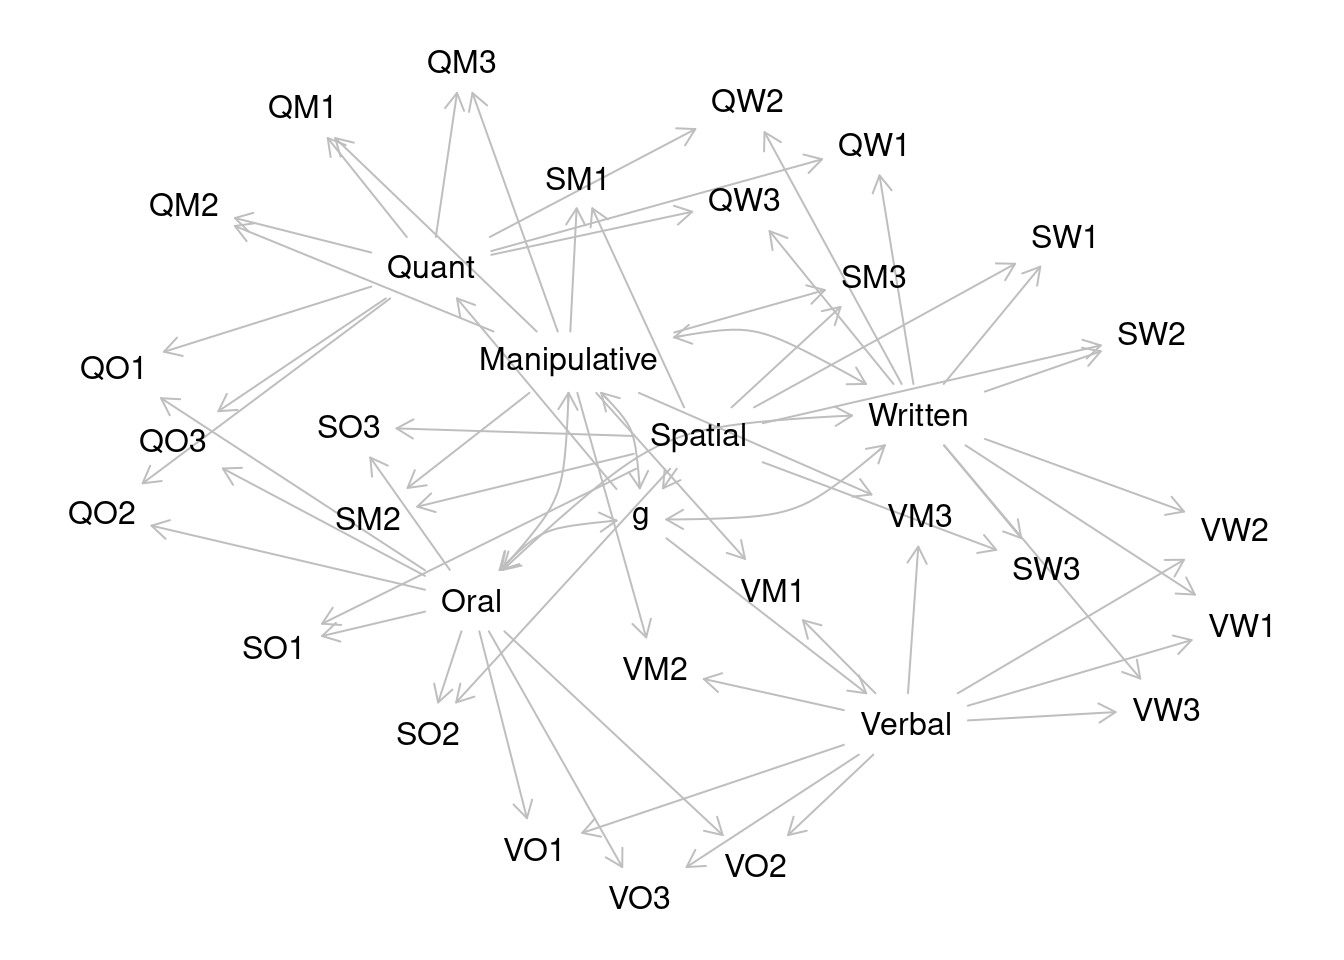 QM3
QW2
QM1
QW1
SM1
QW3
QM2
SW1
Quant
SM3
SW2
Manipulative
QO1
Written
SO3
Spatial
QO3
QO2
SM2
g
VM3
VW2
SW3
VM1
Oral
VW1
SO1
VM2
VW3
Verbal
SO2
VO1
VO2
VO3